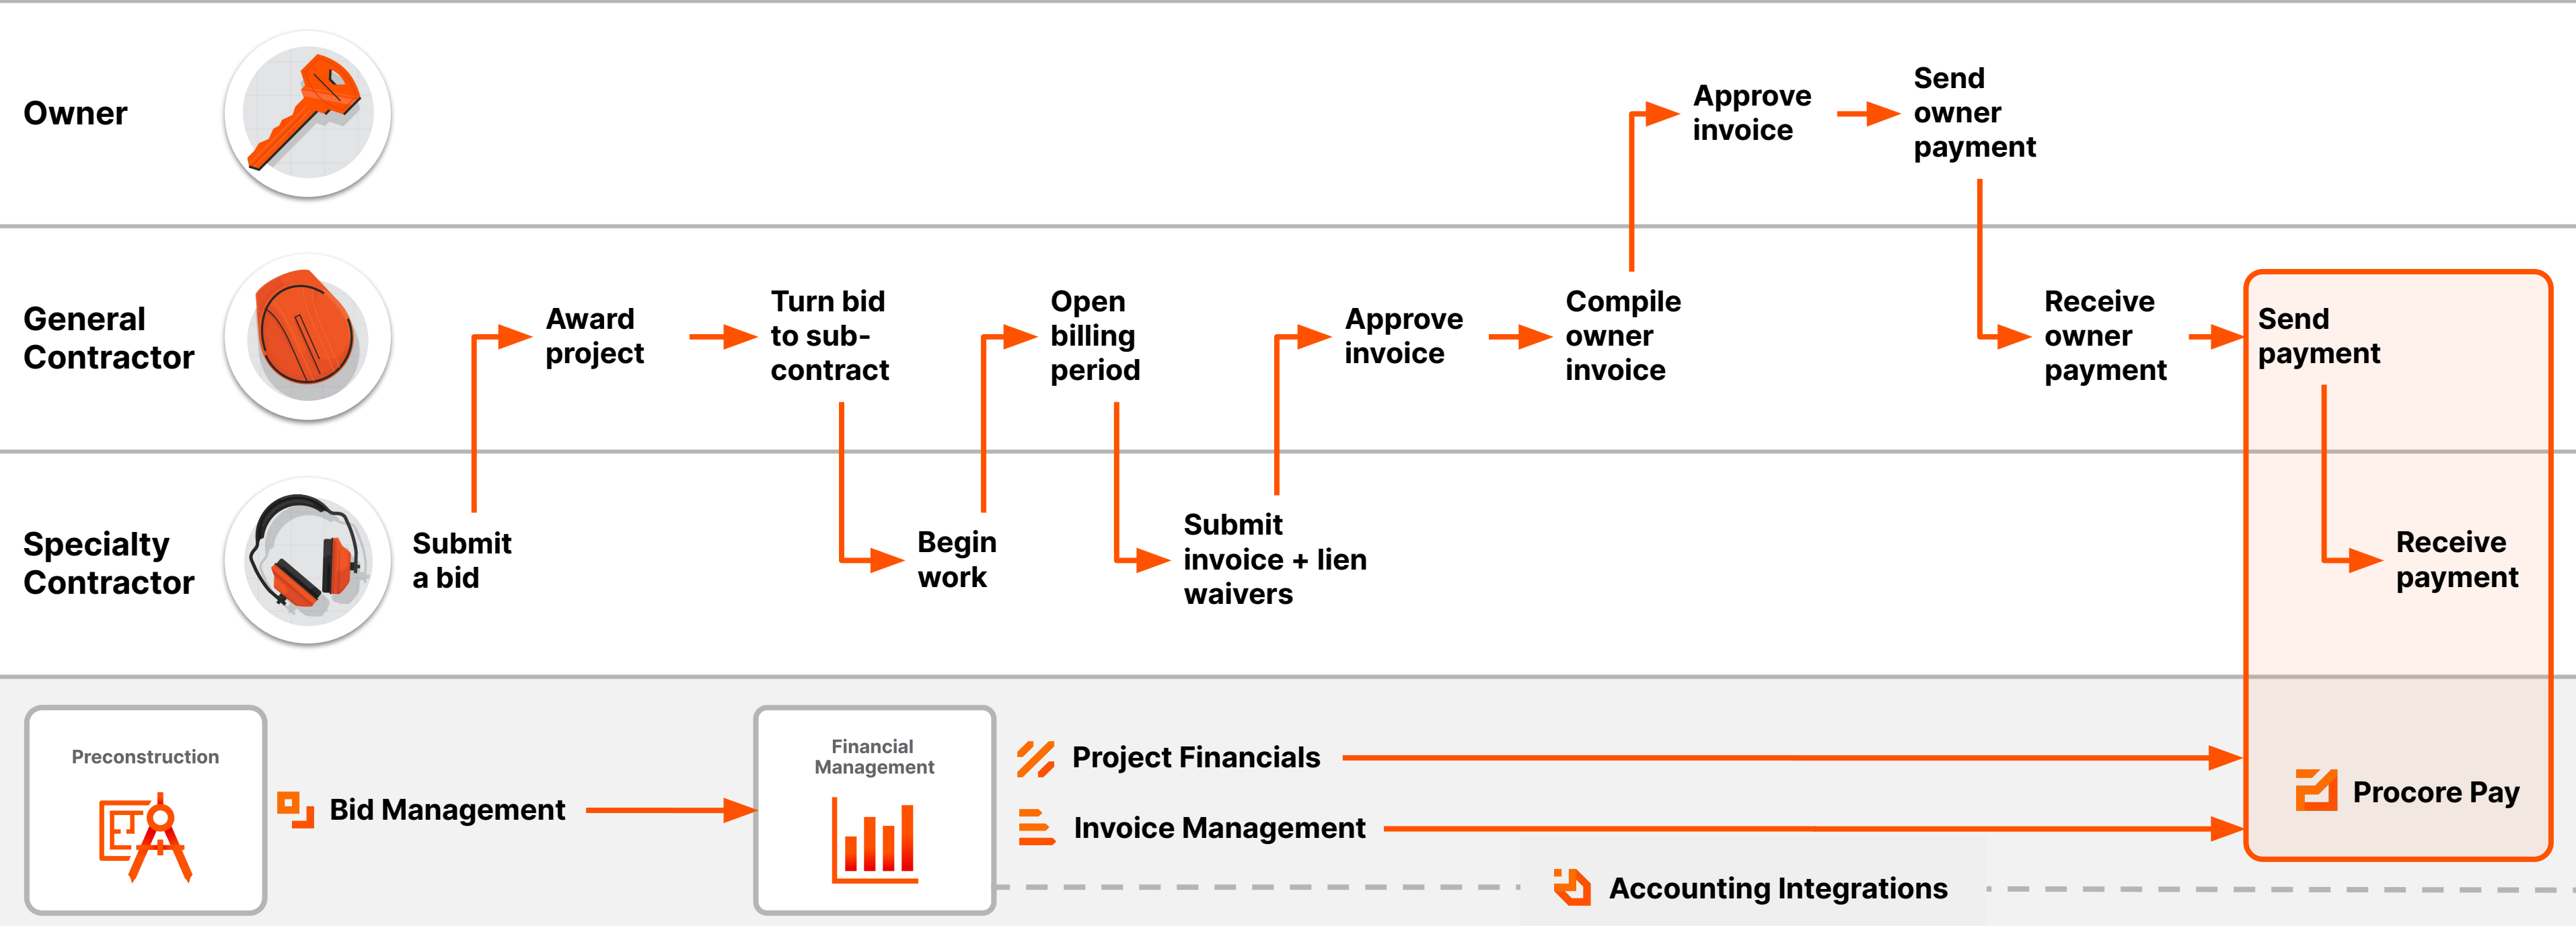 Owner
Approve
invoice
Send
owner
payment
General
Contractor
Award
project
Turn bid
to sub-
contract
Open
billing
period
Approve
invoice
Compile
owner
invoice
Receive
owner
payment
Send
payment
Specialty
Contractor
Submit
a bid
Begin
work
Submit
invoice + lien
waivers
Receive
payment
Preconstruction
Bid Management
Financial
Management
Project Financials
Invoice Management
Accounting Integrations
Procore Pay